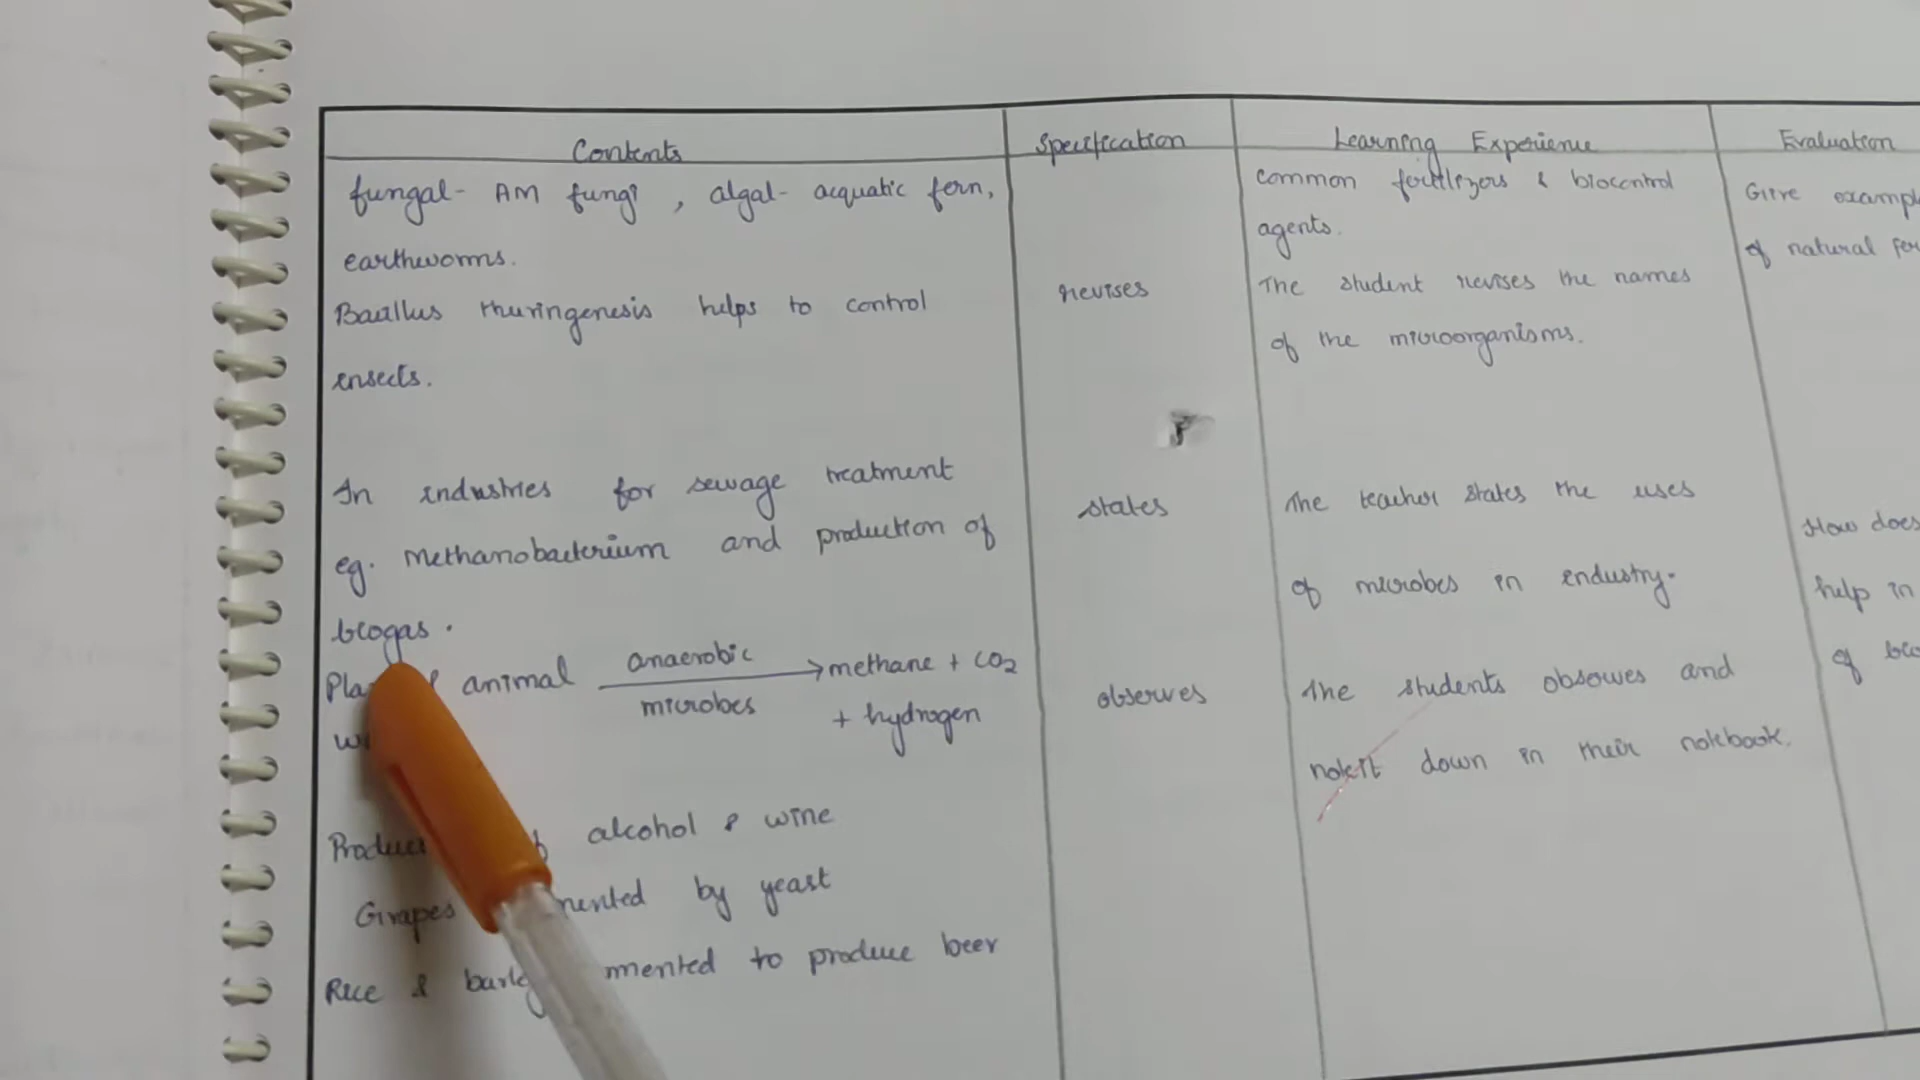 Contents
Specification
Learning Experience
Evaluation
fungal- AM fungi, algal- acquatic fern,
earthworms.
Bacillus thuringenesis helps to control
insects.
In industries for sewage treatment
eg. Methanobacterium and production of
biogas.
animal anaerobic microbes → methane + CO2
+ hydrogen
alcohol & wine
Grapes by yeast
Rice & to produce beer
revises
states
observes
common fertilizers & biocontrol
agents.
The student revises the names
of the microorganisms.
The teacher states the uses
of microbes in industry.
The students observes and
note it down in their notebook.
Give
of natural
How does
help in
of